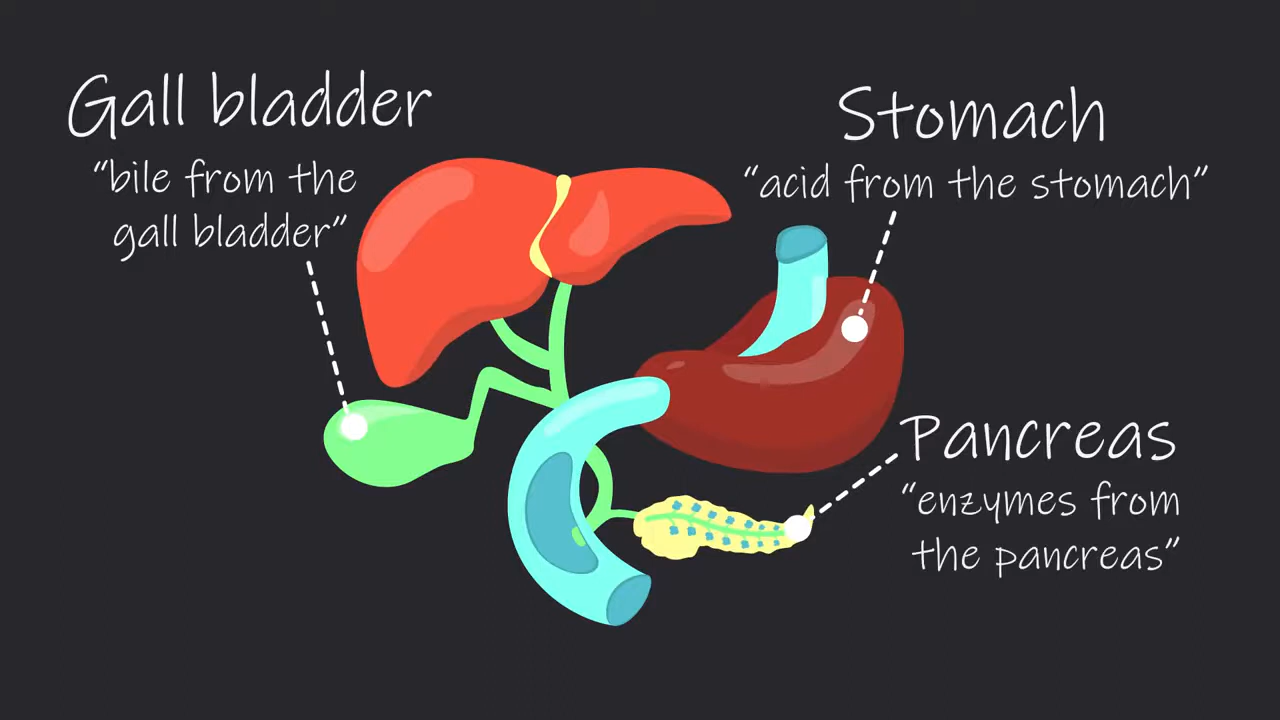 Gall bladder
“bile from the
gall bladder”
Stomach
“acid from the stomach”
Pancreas
“enzymes from
the pancreas”